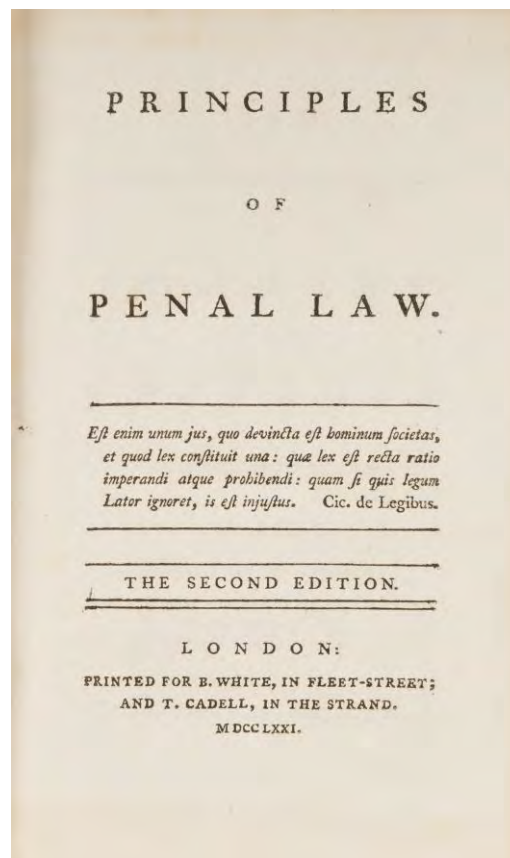 PRINCIPLES
OF
PENAL LAW.
Eſt enim unum jus, quo devincta eſt hominum ſocietas,
et quod lex conſtituit una: quæ lex eſt recta ratio
imperandi atque prohibendi: quam ſi quis legum
Lator ignoret, is eſt injuſtus. Cic. de Legibus.
THE SECOND EDITION.
LONDON:
PRINTED FOR B. WHITE, IN FLEET-STREET;
AND T. CADELL, IN THE STRAND.
MDCCLXXI.